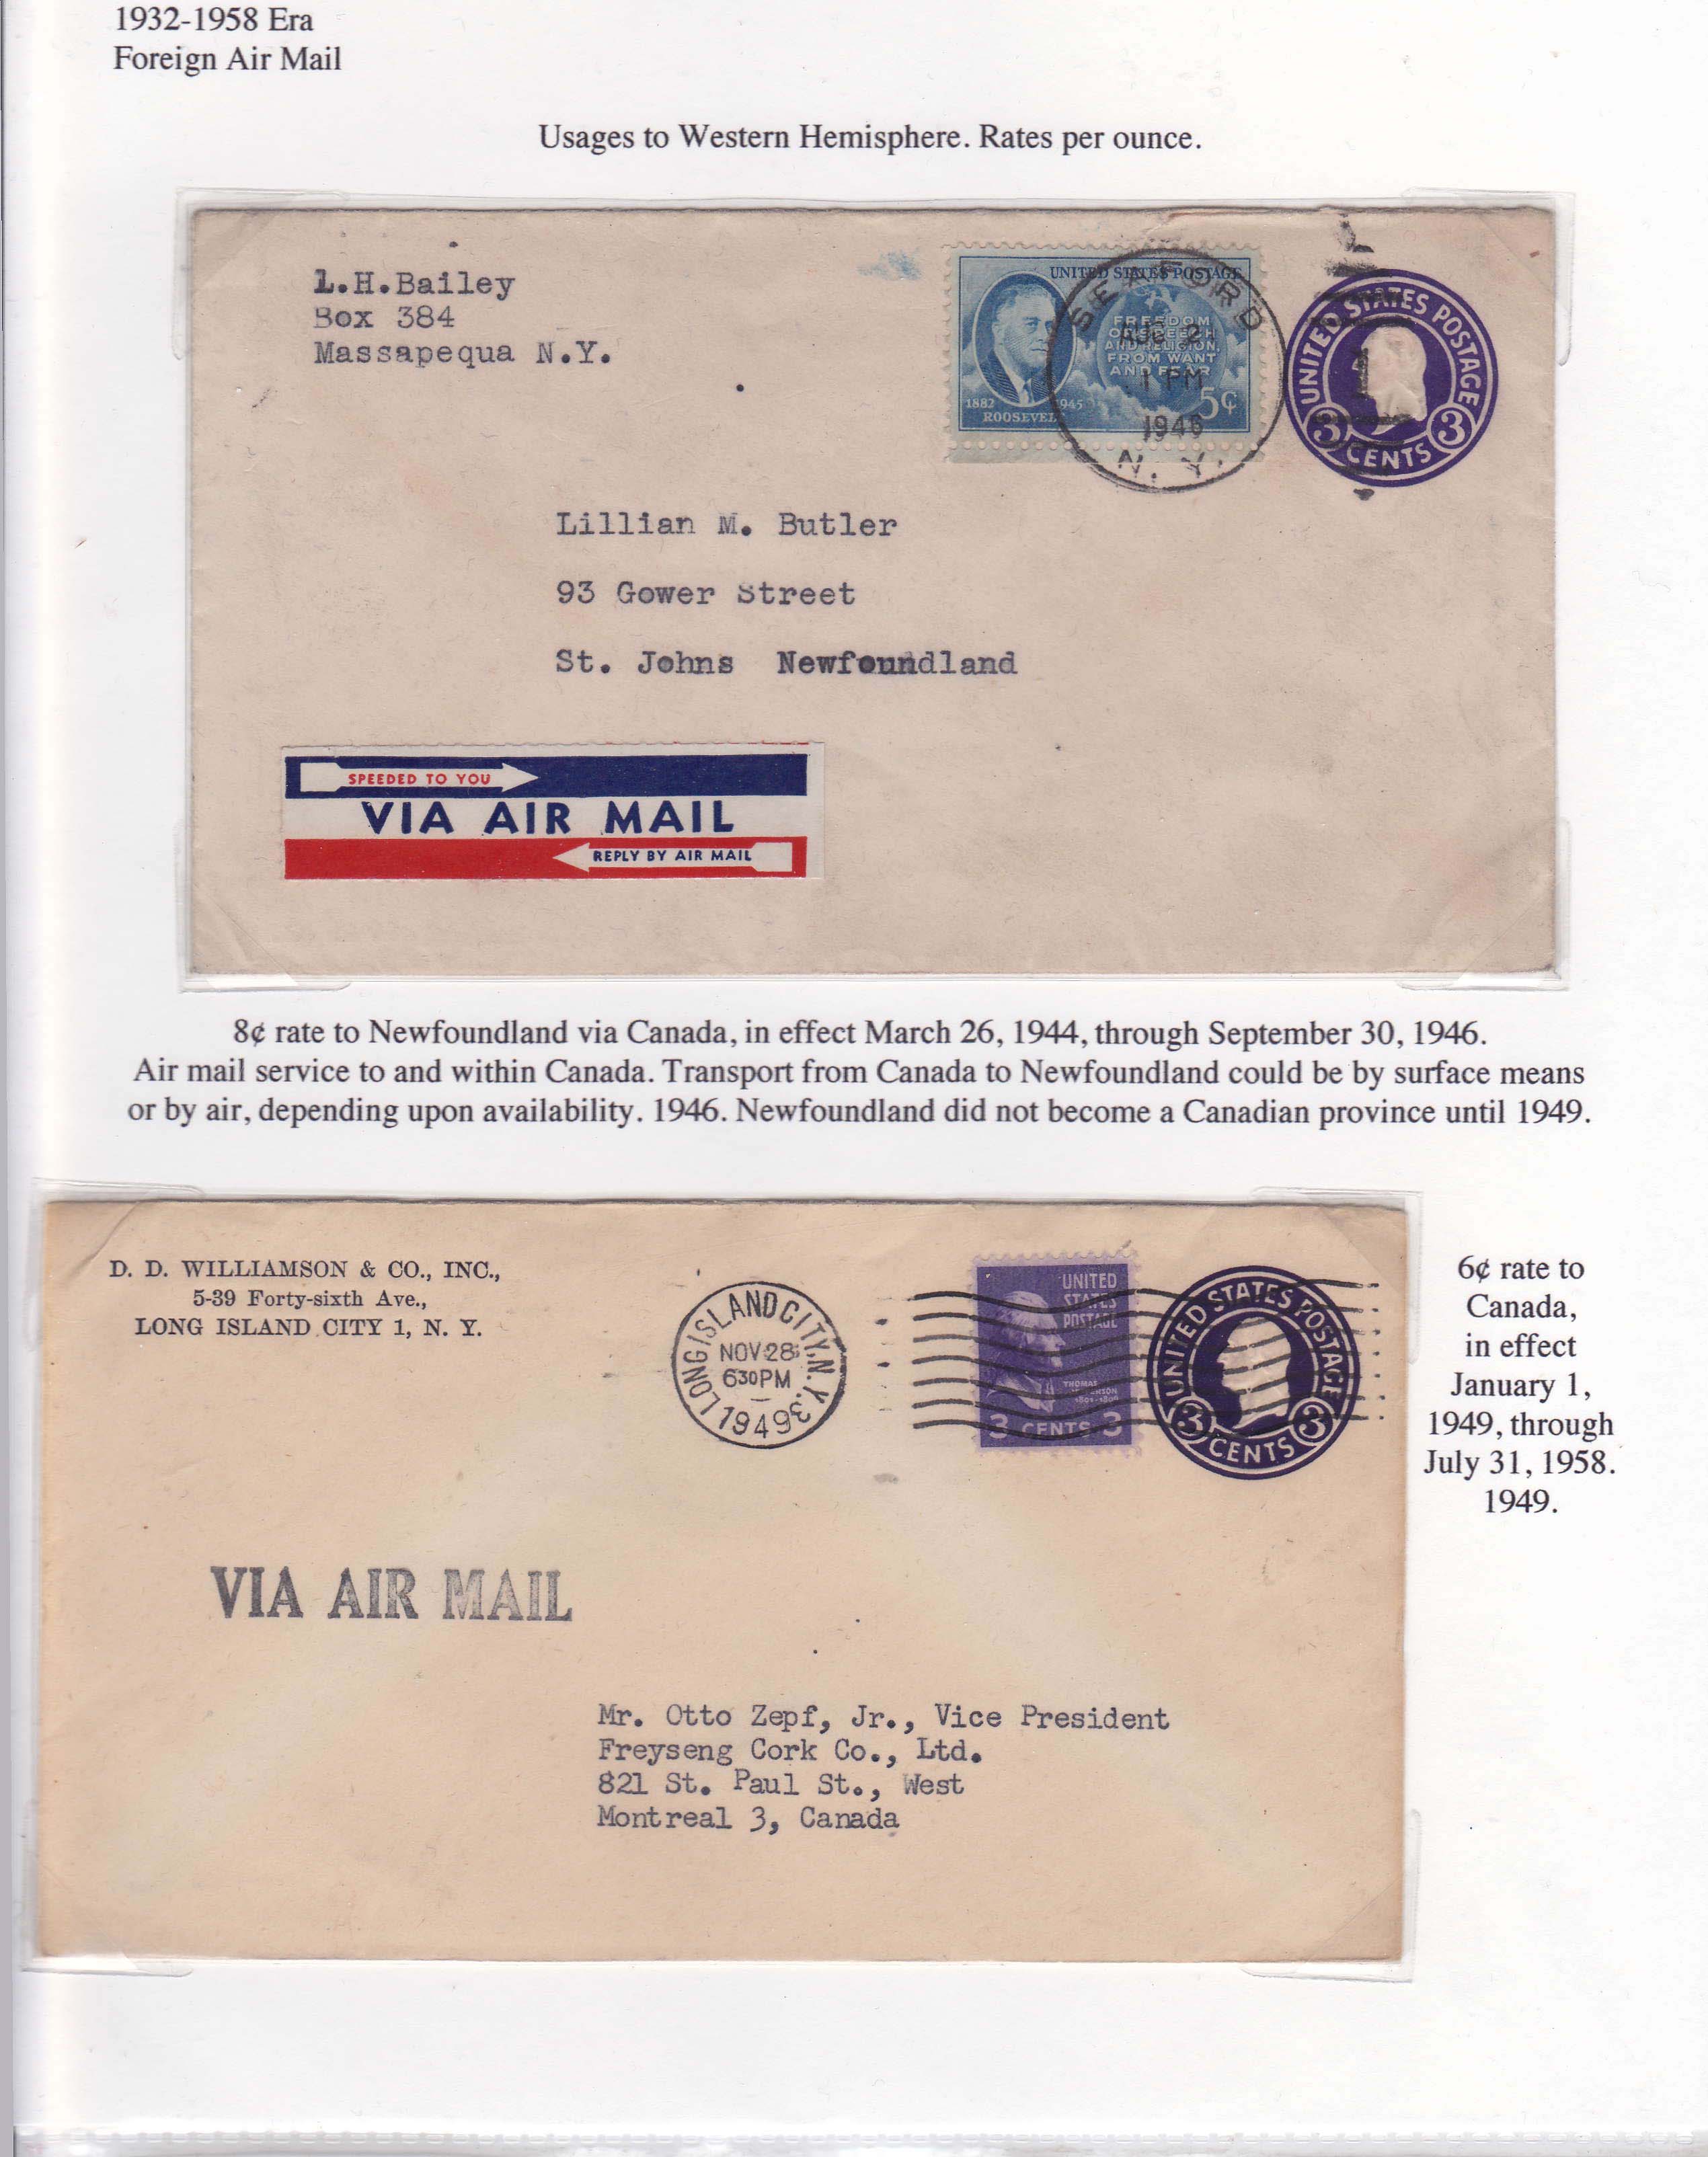 1932-1958 Era
Foreign Air Mail
Usages to Western Hemisphere. Rates per ounce.
L.H.Bailey
Box 384
Massapequa N.Y.
UNITED STATES POSTAGE
FREEDOM
OF SPEECH
AND RELIGION,
FROM WANT
AND FEAR
1882 1945
ROOSEVELT
5¢
SEAFORD
AUG 2
1 PM
1946
N. Y.
UNITED STATES POSTAGE
3 CENTS 3
1
Lillian M. Butler
93 Gower Street
St. Johns Newfoundland
SPEEDED TO YOU
VIA AIR MAIL
REPLY BY AIR MAIL
8¢ rate to Newfoundland via Canada, in effect March 26, 1944, through September 30, 1946.
Air mail service to and within Canada. Transport from Canada to Newfoundland could be by surface means
or by air, depending upon availability. 1946. Newfoundland did not become a Canadian province until 1949.
D. D. WILLIAMSON & CO., INC.,
5-39 Forty-sixth Ave.,
LONG ISLAND CITY 1, N. Y.
LONG ISLAND CITY, N.Y. 3
NOV 28
630PM
1949
UNITED
STATES
POSTAGE
THOMAS
JEFFERSON
1801-1809
3 CENTS 3
UNITED STATES POSTAGE
3 CENTS 3
6¢ rate to
Canada,
in effect
January 1,
1949, through
July 31, 1958.
1949.
VIA AIR MAIL
Mr. Otto Zepf, Jr., Vice President
Freyseng Cork Co., Ltd.
821 St. Paul St., West
Montreal 3, Canada